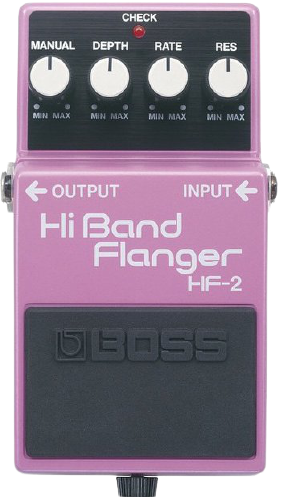 CHECK
MANUAL DEPTH RATE RES
MIN MAX MIN MAX MIN MAX MIN MAX
← OUTPUT INPUT ←
Hi Band
Flanger
HF-2
BOSS